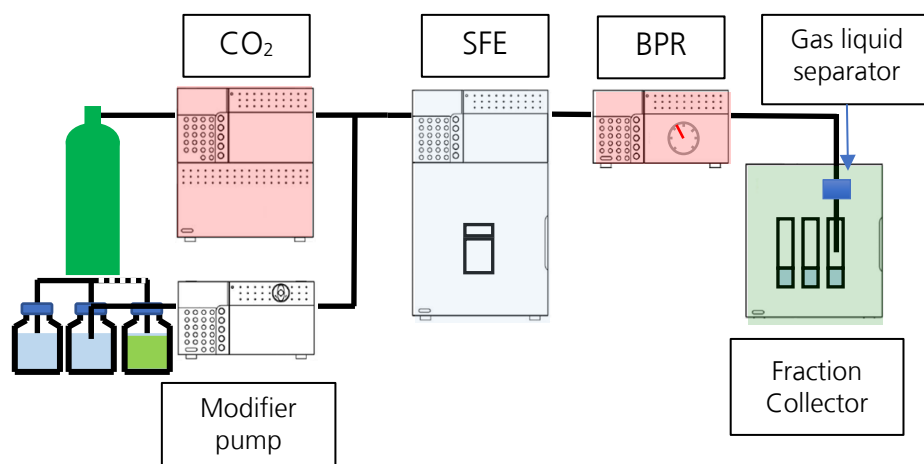 CO₂
SFE
BPR
Gas liquid
separator
Modifier
pump
Fraction
Collector